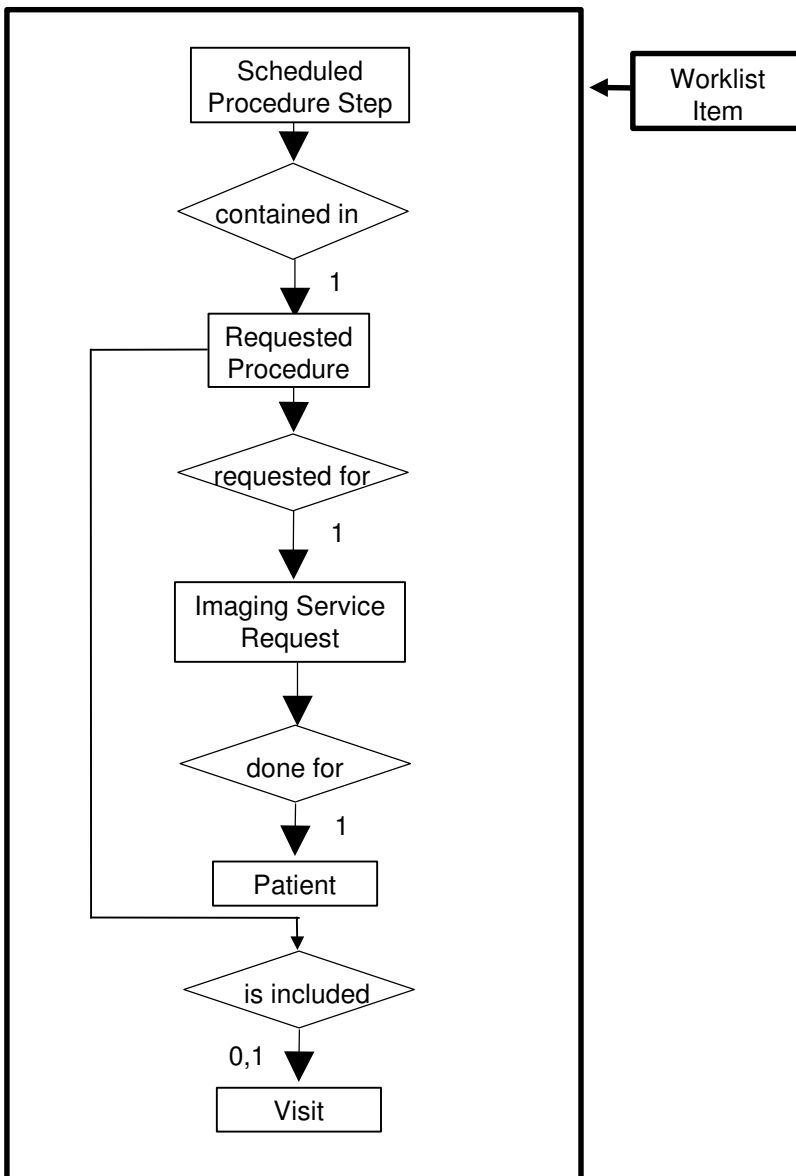 Scheduled
Procedure Step
Worklist
Item
contained in
1
Requested
Procedure
requested for
1
Imaging Service
Request
done for
1
Patient
is included
0,1
Visit